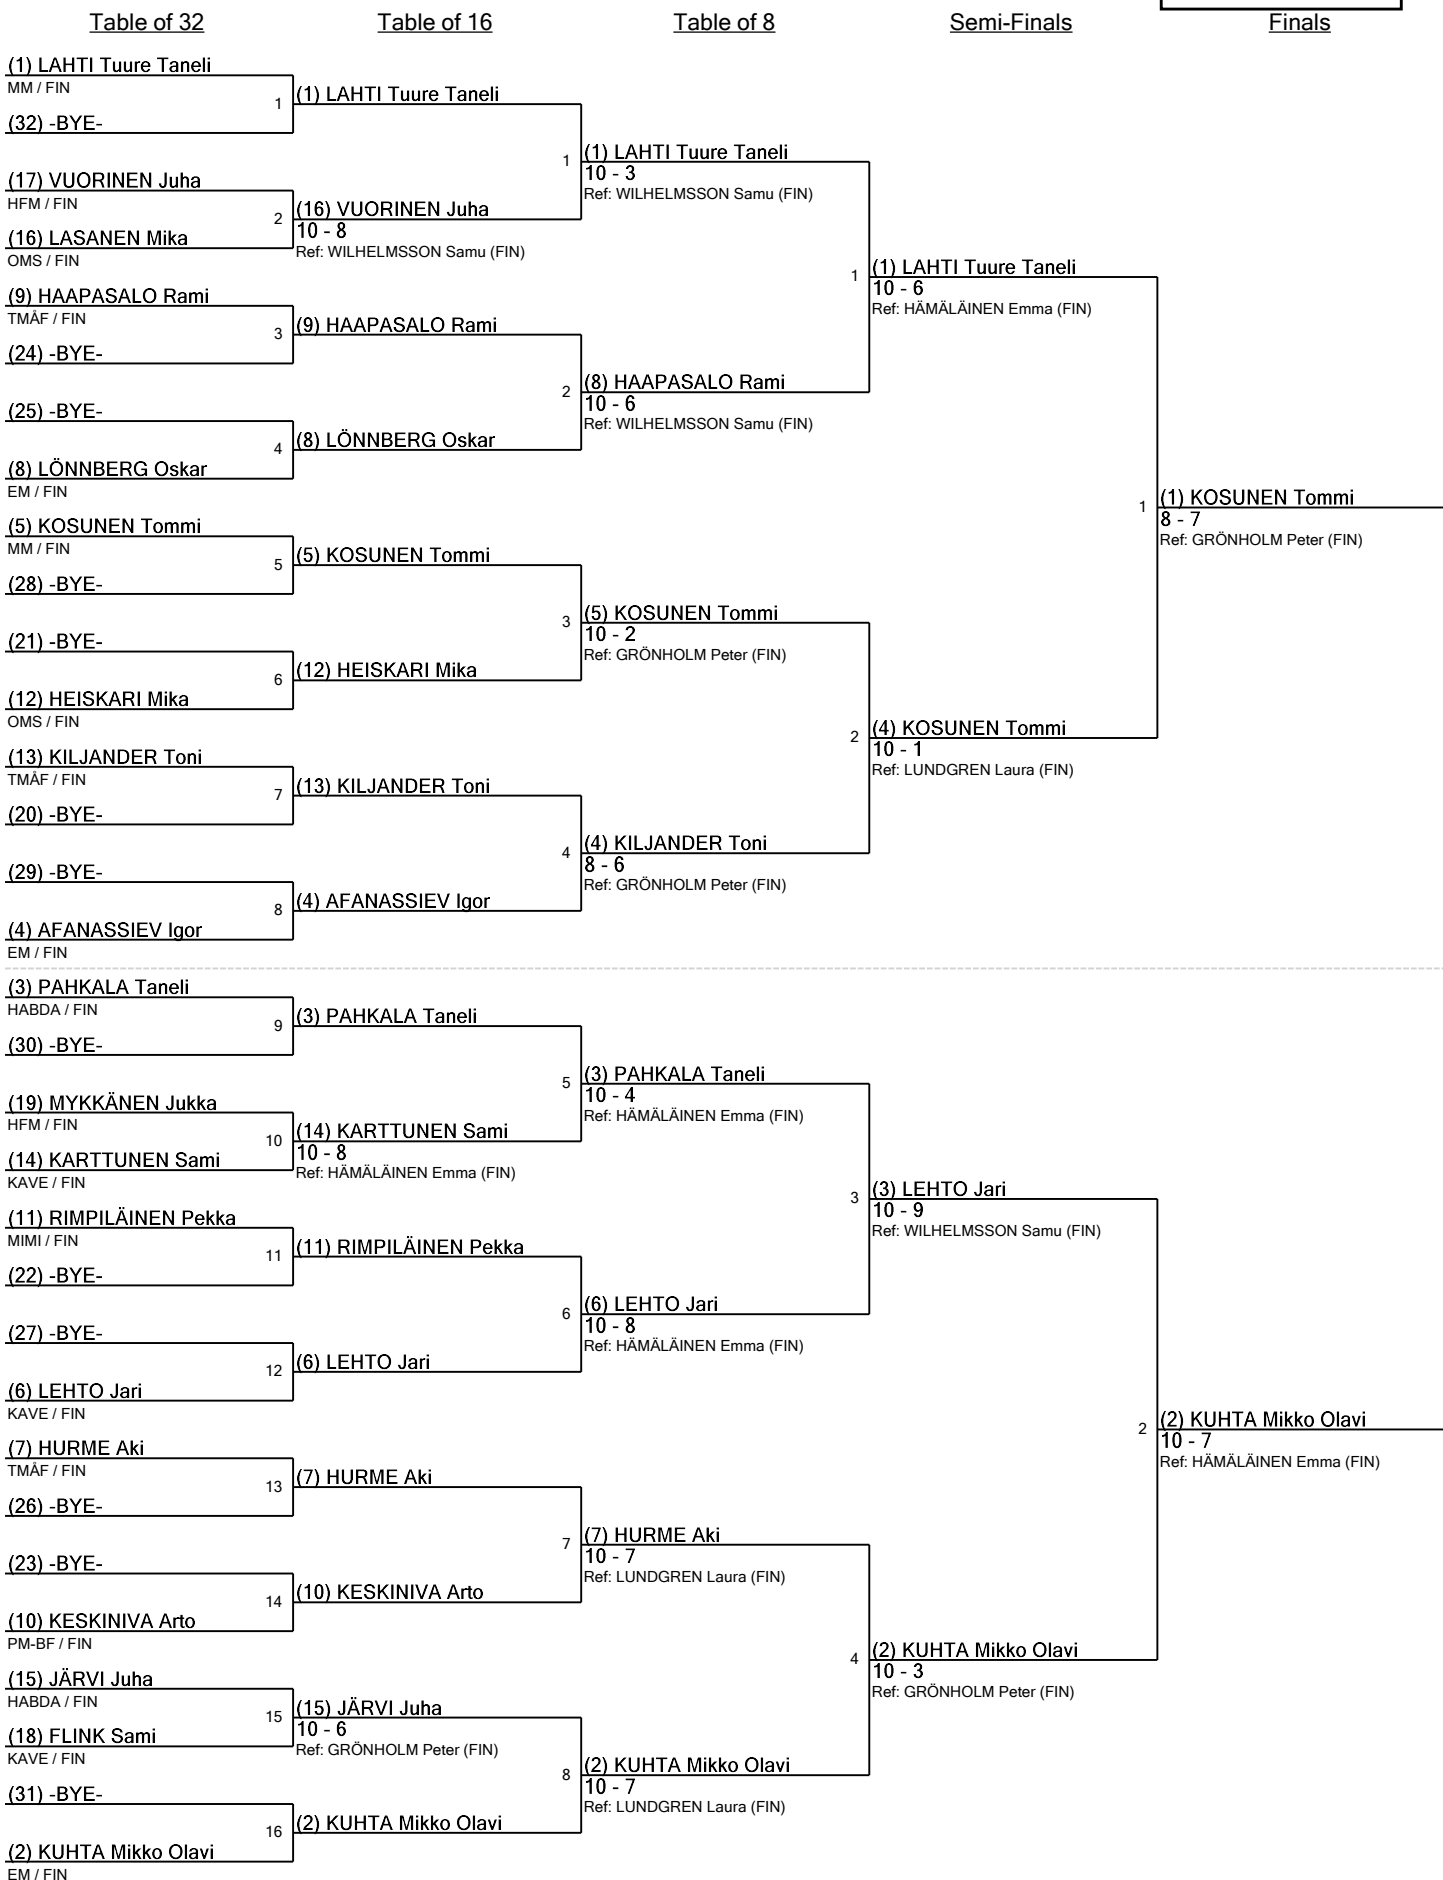 Table of 32
Table of 16
Table of 8
Semi-Finals
Finals
(1) LAHTI Tuure Taneli
MM / FIN
1
(32) -BYE-
(17) VUORINEN Juha
HFM / FIN
2
(16) LASANEN Mika
OMS / FIN
(9) HAAPASALO Rami
TMÅF / FIN
3
(24) -BYE-
(25) -BYE-
4
(8) LÖNNBERG Oskar
EM / FIN
(5) KOSUNEN Tommi
MM / FIN
5
(28) -BYE-
(21) -BYE-
6
(12) HEISKARI Mika
OMS / FIN
(13) KILJANDER Toni
TMÅF / FIN
7
(20) -BYE-
(29) -BYE-
8
(4) AFANASSIEV Igor
EM / FIN
(3) PAHKALA Taneli
HABDA / FIN
9
(30) -BYE-
(19) MYKKÄNEN Jukka
HFM / FIN
10
(14) KARTTUNEN Sami
KAVE / FIN
(11) RIMPILÄINEN Pekka
MIMI / FIN
11
(22) -BYE-
(27) -BYE-
12
(6) LEHTO Jari
KAVE / FIN
(7) HURME Aki
TMÅF / FIN
13
(26) -BYE-
(23) -BYE-
14
(10) KESKINIVA Arto
PM-BF / FIN
(15) JÄRVI Juha
HABDA / FIN
15
(18) FLINK Sami
KAVE / FIN
(31) -BYE-
16
(2) KUHTA Mikko Olavi
EM / FIN
(1) LAHTI Tuure Taneli
1
(16) VUORINEN Juha
10 - 8
Ref: WILHELMSSON Samu (FIN)
(9) HAAPASALO Rami
2
(8) LÖNNBERG Oskar
(5) KOSUNEN Tommi
3
(12) HEISKARI Mika
(13) KILJANDER Toni
4
(4) AFANASSIEV Igor
(3) PAHKALA Taneli
5
(14) KARTTUNEN Sami
10 - 8
Ref: HÄMÄLÄINEN Emma (FIN)
(11) RIMPILÄINEN Pekka
6
(6) LEHTO Jari
(7) HURME Aki
7
(10) KESKINIVA Arto
(15) JÄRVI Juha
10 - 6
Ref: GRÖNHOLM Peter (FIN)
8
(2) KUHTA Mikko Olavi
(1) LAHTI Tuure Taneli
10 - 3
Ref: WILHELMSSON Samu (FIN)
1
(8) HAAPASALO Rami
10 - 6
Ref: WILHELMSSON Samu (FIN)
(5) KOSUNEN Tommi
10 - 2
Ref: GRÖNHOLM Peter (FIN)
2
(4) KILJANDER Toni
8 - 6
Ref: GRÖNHOLM Peter (FIN)
(3) PAHKALA Taneli
10 - 4
Ref: HÄMÄLÄINEN Emma (FIN)
3
(6) LEHTO Jari
10 - 8
Ref: HÄMÄLÄINEN Emma (FIN)
(7) HURME Aki
10 - 7
Ref: LUNDGREN Laura (FIN)
4
(2) KUHTA Mikko Olavi
10 - 7
Ref: LUNDGREN Laura (FIN)
(1) LAHTI Tuure Taneli
10 - 6
Ref: HÄMÄLÄINEN Emma (FIN)
1
(4) KOSUNEN Tommi
10 - 1
Ref: LUNDGREN Laura (FIN)
(3) LEHTO Jari
10 - 9
Ref: WILHELMSSON Samu (FIN)
2
(2) KUHTA Mikko Olavi
10 - 3
Ref: GRÖNHOLM Peter (FIN)
(1) KOSUNEN Tommi
8 - 7
Ref: GRÖNHOLM Peter (FIN)
(2) KUHTA Mikko Olavi
10 - 7
Ref: HÄMÄLÄINEN Emma (FIN)